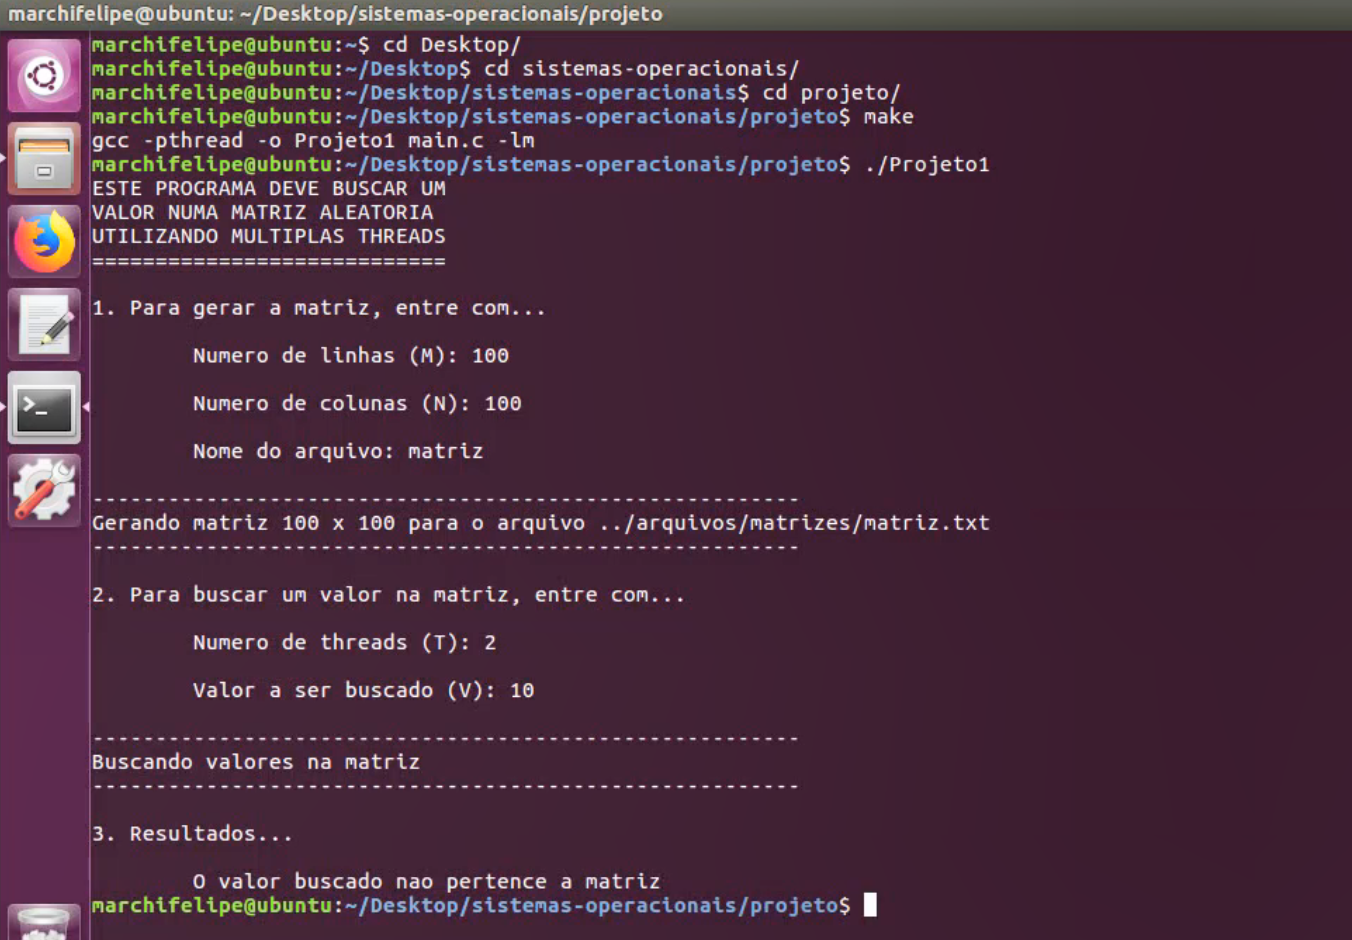 marchifelipe@ubuntu: ~/Desktop/sistemas-operacionais/projeto
marchifelipe@ubuntu:~$ cd Desktop/
marchifelipe@ubuntu:~/Desktop$ cd sistemas-operacionais/
marchifelipe@ubuntu:~/Desktop/sistemas-operacionais$ cd projeto/
marchifelipe@ubuntu:~/Desktop/sistemas-operacionais/projeto$ make
gcc -pthread -o Projeto1 main.c -lm
marchifelipe@ubuntu:~/Desktop/sistemas-operacionais/projeto$ ./Projeto1
ESTE PROGRAMA DEVE BUSCAR UM
VALOR NUMA MATRIZ ALEATORIA
UTILIZANDO MULTIPLAS THREADS
============================
1. Para gerar a matriz, entre com...
Numero de linhas (M): 100
Numero de colunas (N): 100
Nome do arquivo: matriz
--------------------------------------------------------
Gerando matriz 100 x 100 para o arquivo ../arquivos/matrizes/matriz.txt
--------------------------------------------------------
2. Para buscar um valor na matriz, entre com...
Numero de threads (T): 2
Valor a ser buscado (V): 10
--------------------------------------------------------
Buscando valores na matriz
--------------------------------------------------------
3. Resultados...
O valor buscado nao pertence a matriz
marchifelipe@ubuntu:~/Desktop/sistemas-operacionais/projeto$